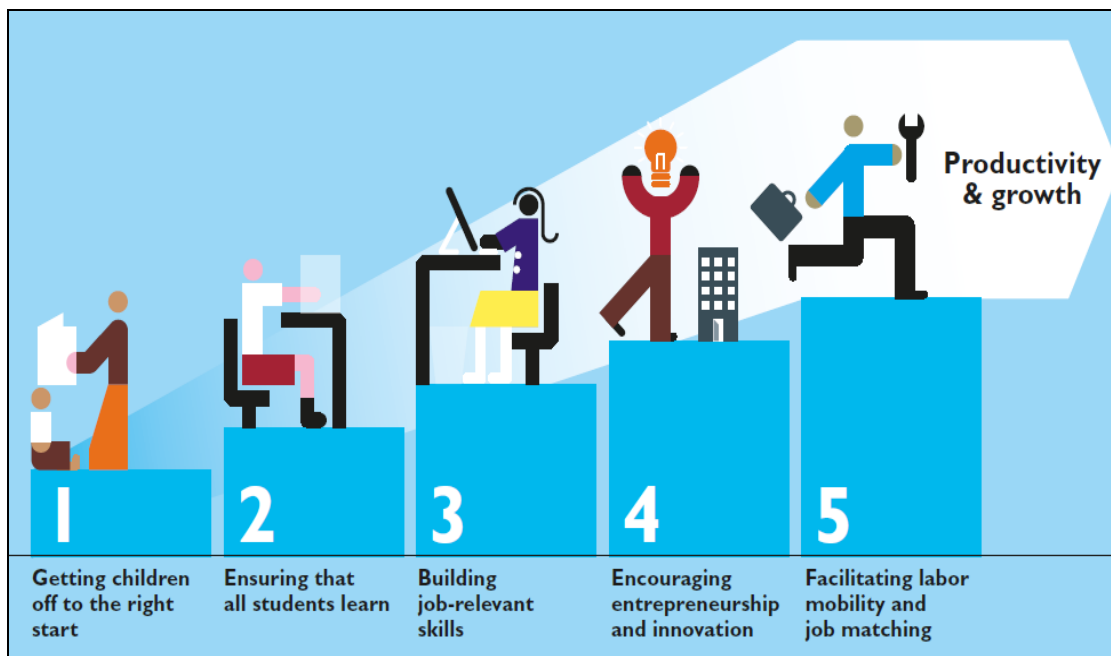 Productivity
& growth
1
2
3
4
5
Getting children
off to the right
start
Ensuring that
all students learn
Building
job-relevant
skills
Encouraging
entrepreneurship
and innovation
Facilitating labor
mobility and
job matching